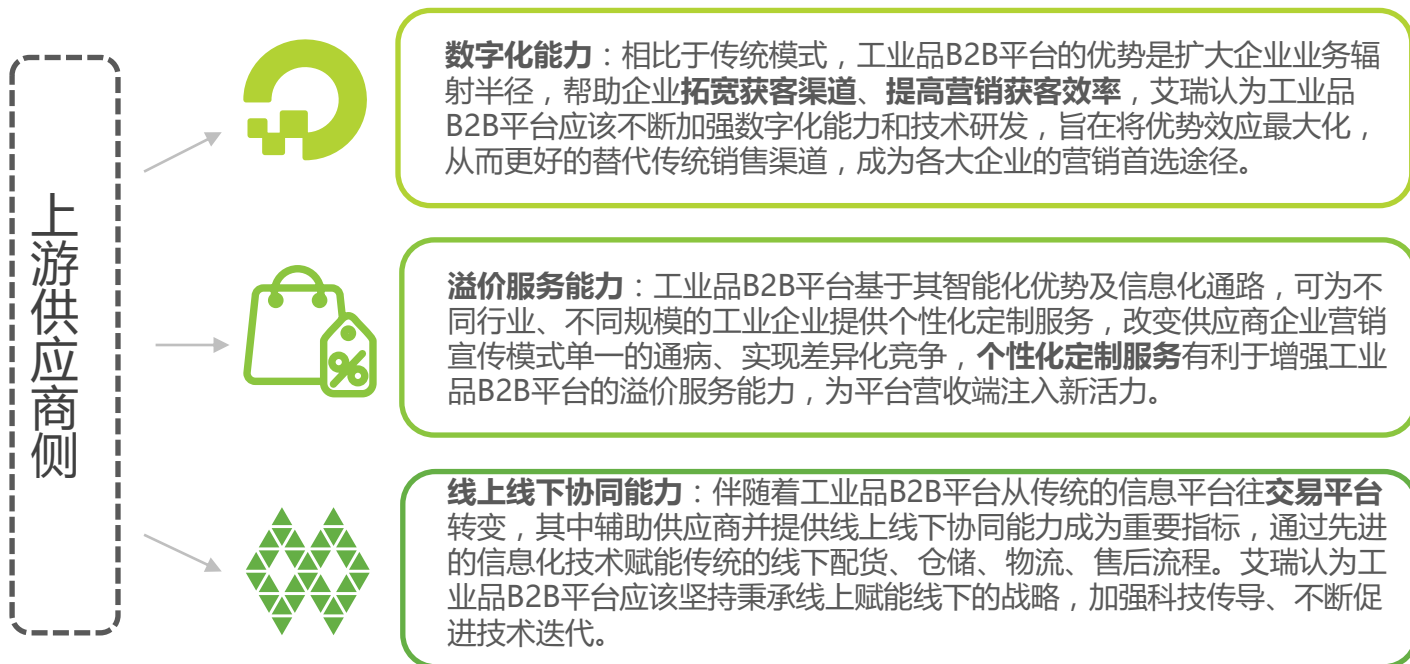 上游供应商侧
数字化能力：相比于传统模式，工业品B2B平台的优势是扩大企业业务辐
射半径，帮助企业拓宽获客渠道、提高营销获客效率，艾瑞认为工业品
B2B平台应该不断加强数字化能力和技术研发，旨在将优势效应最大化，
从而更好的替代传统销售渠道，成为各大企业的营销首选途径。
溢价服务能力：工业品B2B平台基于其智能化优势及信息化通路，可为不
同行业、不同规模的工业企业提供个性化定制服务，改变供应商企业营销
宣传模式单一的通病、实现差异化竞争，个性化定制服务有利于增强工业
品B2B平台的溢价服务能力，为平台营收端注入新活力。
%
线上线下协同能力：伴随着工业品B2B平台从传统的信息平台往交易平台
转变，其中辅助供应商并提供线上线下协同能力成为重要指标，通过先进
的信息化技术赋能传统的线下配货、仓储、物流、售后流程。艾瑞认为工
业品B2B平台应该坚持秉承线上赋能线下的战略，加强科技传导、不断促
进技术迭代。